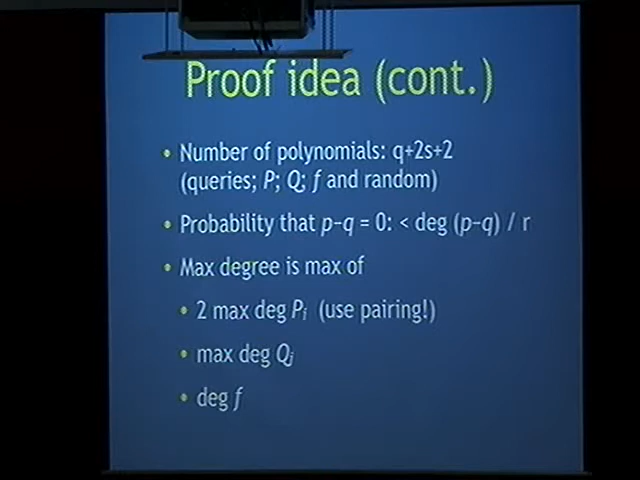 Proof idea (cont.)
• Number of polynomials: q+2s+2
(queries; P; Q; f and random)
• Probability that p-q = 0: < deg (p-q) / r
• Max degree is max of
• 2 max deg Pi (use pairing!)
• max deg Qj
• deg f